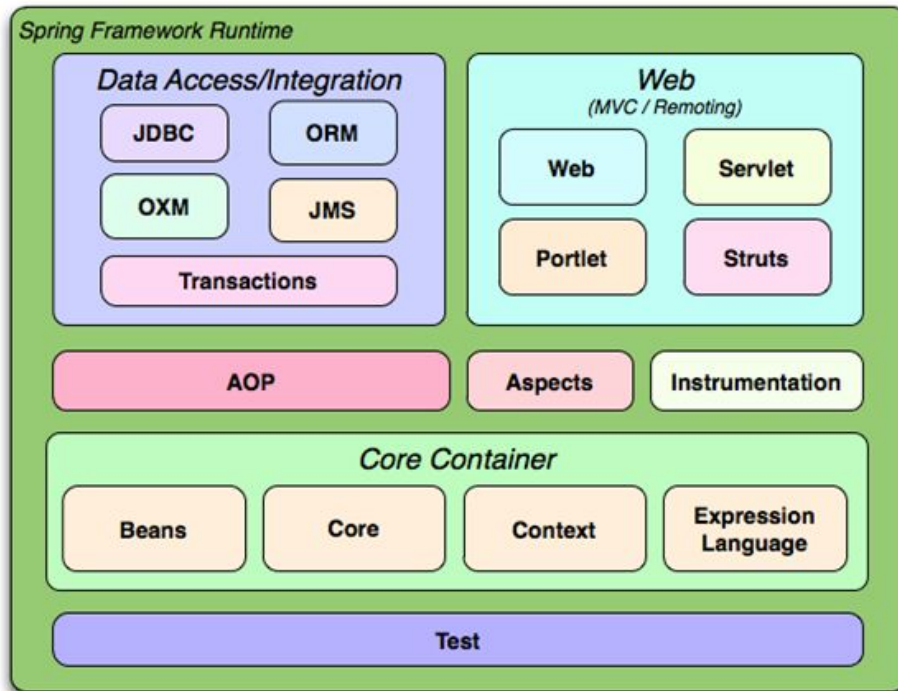 Spring Framework Runtime
Data Access/Integration
JDBC
ORM
OXM
JMS
Transactions
Web
(MVC / Remoting)
Web
Servlet
Portlet
Struts
AOP
Aspects
Instrumentation
Core Container
Beans
Core
Context
Expression
Language
Test